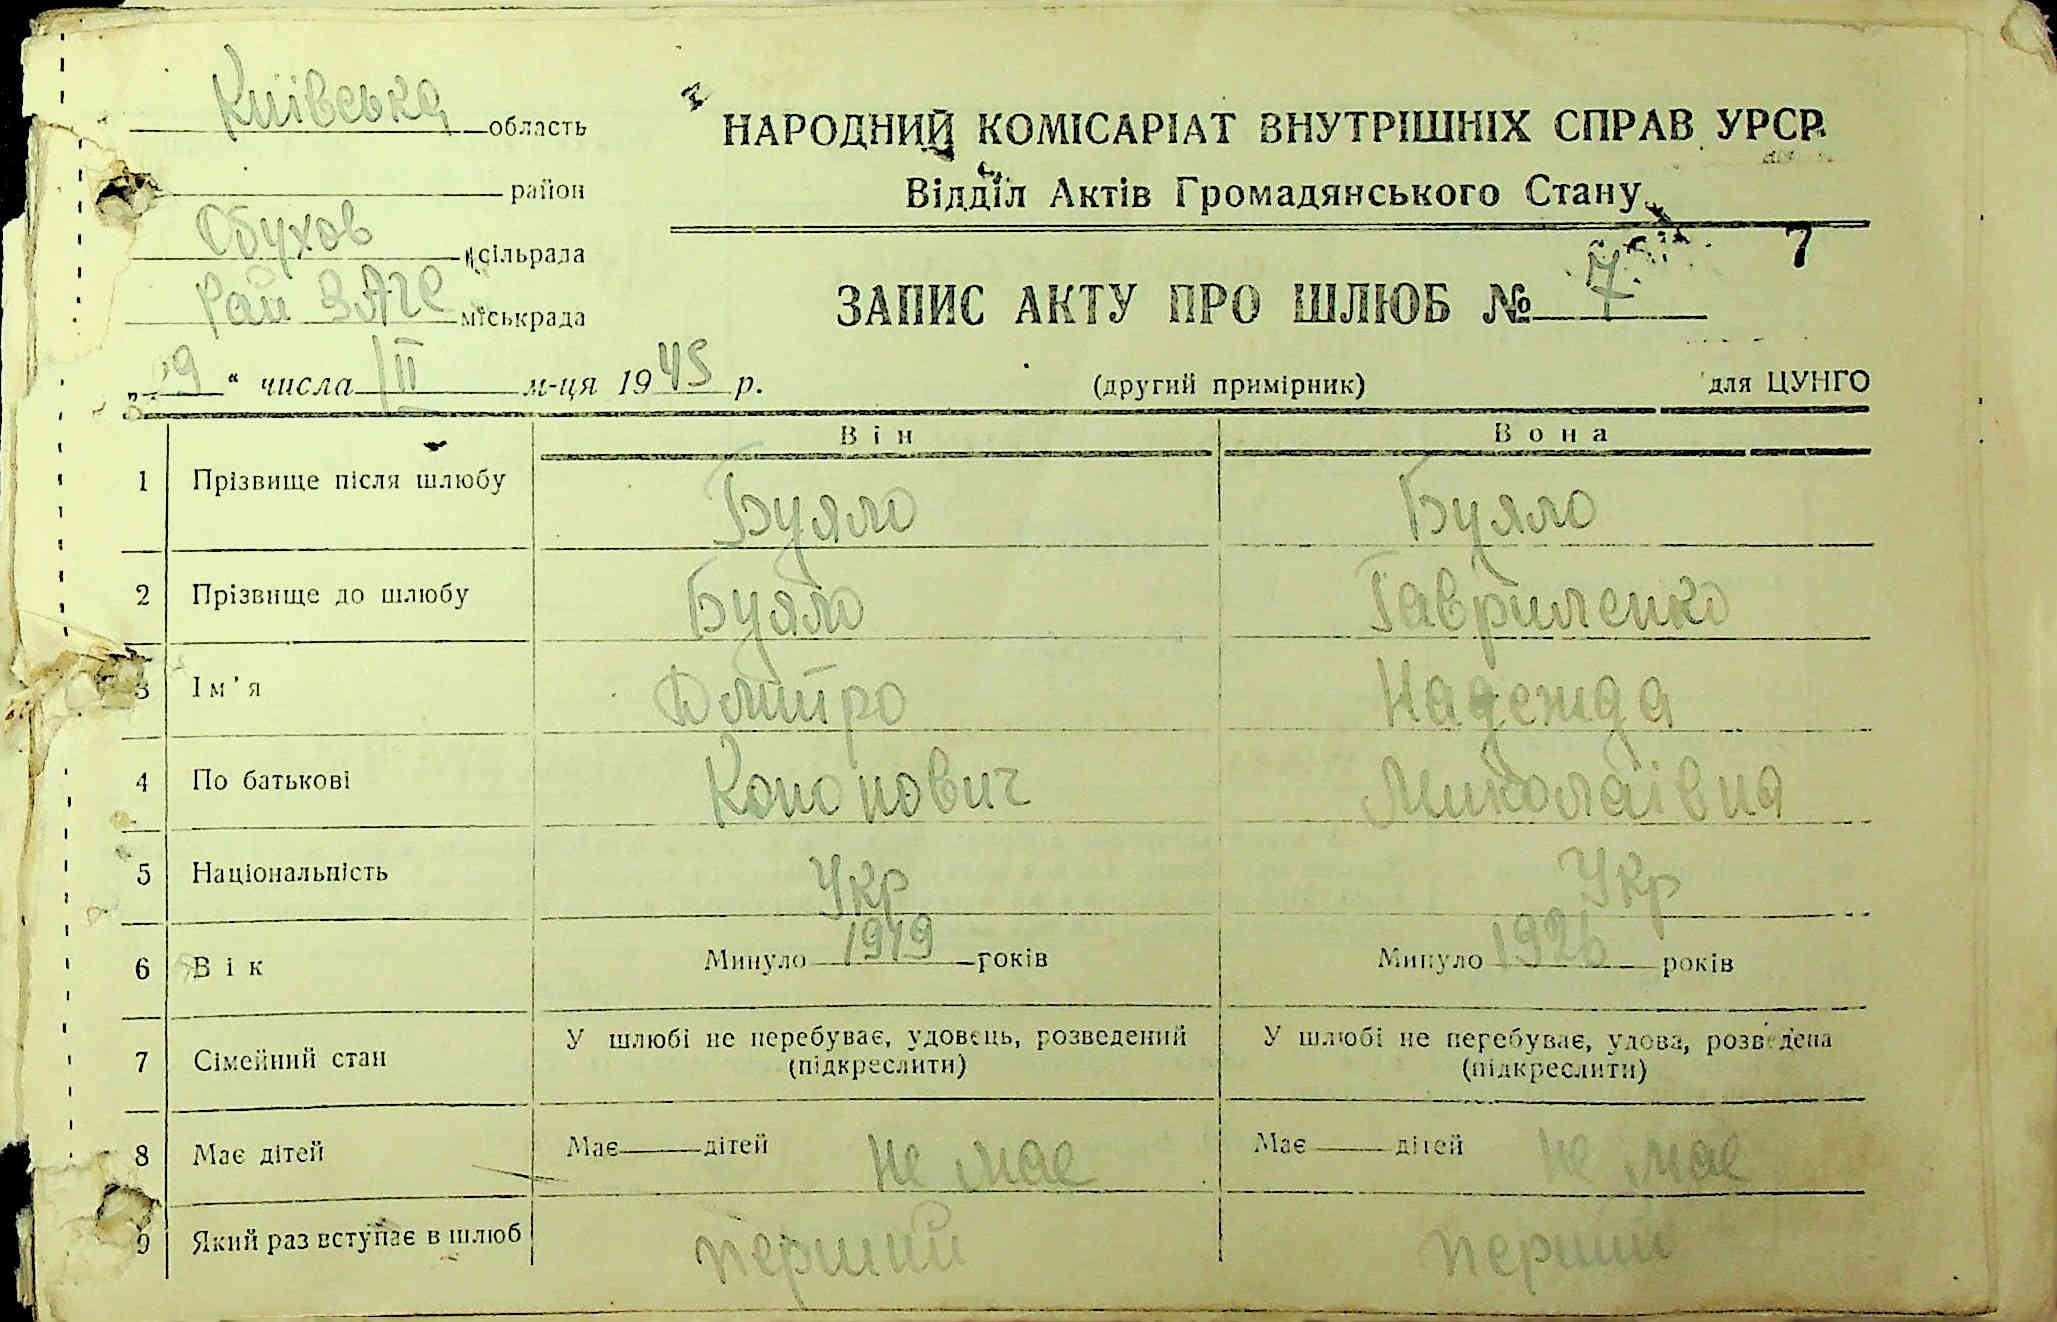 Київська область
НАРОДНИЙ КОМІСАРІАТ ВНУТРІШНІХ СПРАВ УРСР
район
Відділ Актів Громадянського Стану
Обухов сільрада
7
Рай ЗАГС міськрада
ЗАПИС АКТУ ПРО ШЛЮБ № 7
„29“ числа III м-ця 1945 р.
(другий примірник)
для ЦУНГО
Він Вона
1 Прізвище після шлюбу Буяло Буяло
2 Прізвище до шлюбу Буяло Гавриленко
3 Ім'я Дмитро Надежда
4 По батькові Кононович Миколаївна
5 Національність Укр Укр
6 Вік Минуло 1919 років Минуло 1926 років
7 Сімейний стан У шлюбі не перебуває, удовець, розведений У шлюбі не перебуває, удова, розведена
(підкреслити) (підкреслити)
8 Має дітей Має дітей не має Має дітей не має
9 Який раз вступає в шлюб перший перший